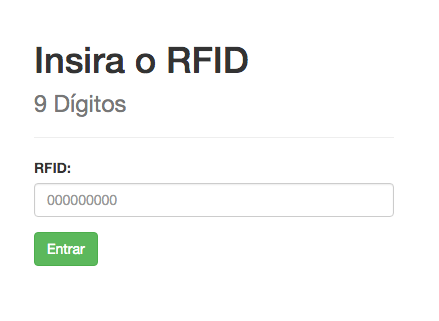 Insira o RFID
9 Dígitos
RFID:
000000000
Entrar